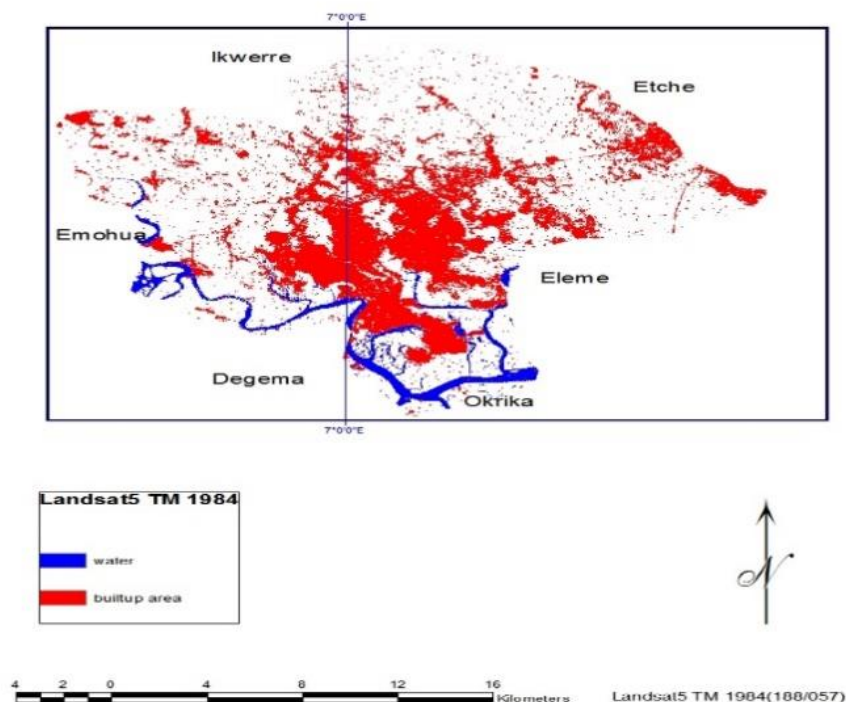 7°0'0"E
Ikwerre
Etche
Emohua
Eleme
Degema
Okrika
7°0'0"E
Landsat5 TM 1984
water
builtup area
N
4 2 0 4 8 12 16
Kilometers
Landsat5 TM 1984(188/057)